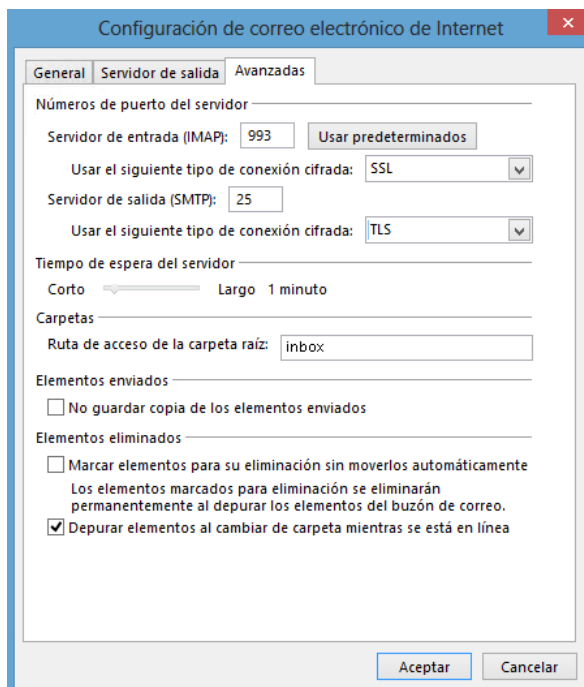 Configuración de correo electrónico de Internet
General Servidor de salida Avanzadas
Números de puerto del servidor
Servidor de entrada (IMAP): 993 Usar predeterminados
Usar el siguiente tipo de conexión cifrada: SSL
Servidor de salida (SMTP): 25
Usar el siguiente tipo de conexión cifrada: TLS
Tiempo de espera del servidor
Corto Largo 1 minuto
Carpetas
Ruta de acceso de la carpeta raíz: inbox
Elementos enviados
No guardar copia de los elementos enviados
Elementos eliminados
Marcar elementos para su eliminación sin moverlos automáticamente
Los elementos marcados para eliminación se eliminarán
permanentemente al depurar los elementos del buzón de correo.
Depurar elementos al cambiar de carpeta mientras se está en línea
Aceptar Cancelar